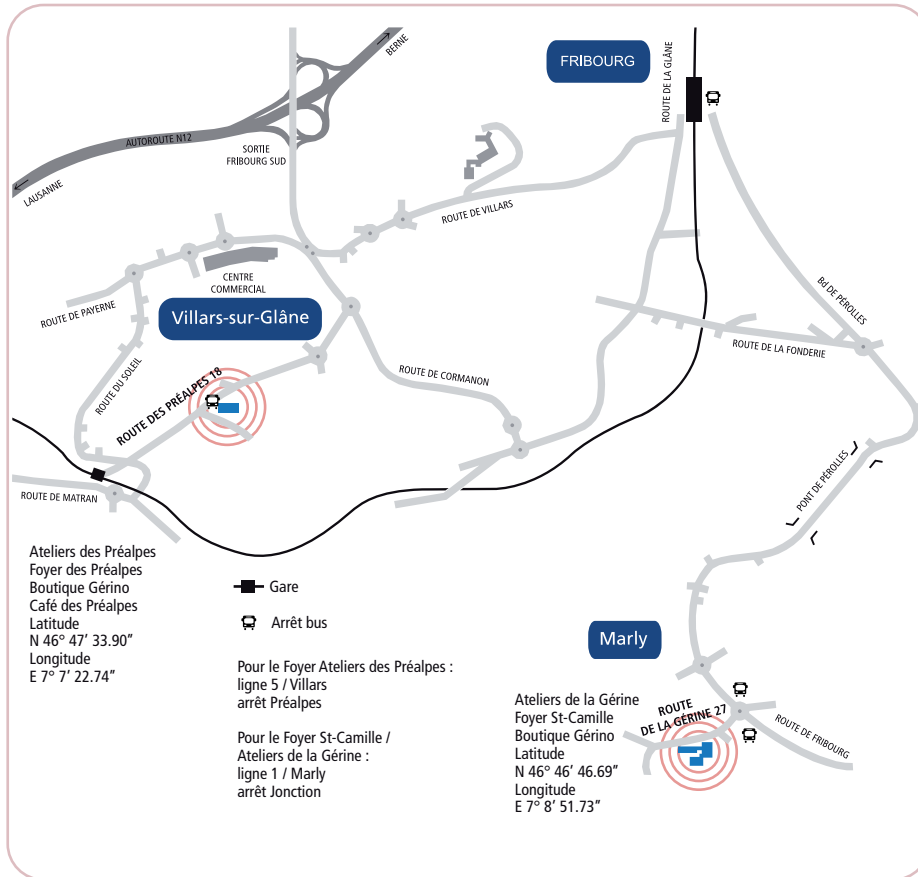 BERNE
FRIBOURG
ROUTE DE LA GLÂNE
AUTOROUTE N12
SORTIE
FRIBOURG SUD
LAUSANNE
ROUTE DE VILLARS
CENTRE
COMMERCIAL
ROUTE DE PAYERNE
Villars-sur-Glâne
Bd DE PÉROLLES
ROUTE DE LA FONDERIE
ROUTE DU SOLEIL
ROUTE DES PRÉALPES 18
ROUTE DE CORMANON
PONT DE PÉROLLES
ROUTE DE MATRAN
Ateliers des Préalpes
Foyer des Préalpes
Boutique Gérino
Café des Préalpes
Latitude
N 46° 47’ 33.90”
Longitude
E 7° 7’ 22.74”
Gare
Arrêt bus
Pour le Foyer Ateliers des Préalpes :
ligne 5 / Villars
arrêt Préalpes
Pour le Foyer St-Camille /
Ateliers de la Gérine :
ligne 1 / Marly
arrêt Jonction
Marly
Ateliers de la Gérine
Foyer St-Camille
Boutique Gérino
Latitude
N 46° 46’ 46.69”
Longitude
E 7° 8’ 51.73”
ROUTE
DE LA GÉRINE 27
ROUTE DE FRIBOURG